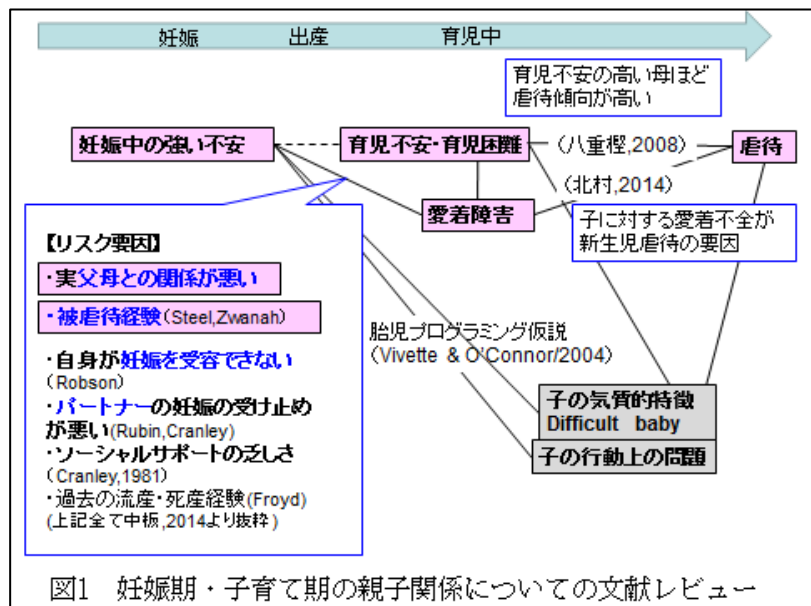 妊娠 出産 育児中
育児不安の高い母ほど
虐待傾向が高い
妊娠中の強い不安
育児不安・育児困難
(八重樫,2008)
虐待
(北村,2014)
愛着障害
子に対する愛着不全が
新生児虐待の要因
【リスク要因】
・実父母との関係が悪い
・被虐待経験(Steel,Zwanah)
・自身が妊娠を受容できない
(Robson)
・パートナーの妊娠の受け止め
が悪い(Rubin,Cranley)
・ソーシャルサポートの乏しさ
(Cranley,1981)
・過去の流産・死産経験(Froyd)
(上記全て中板,2014より抜粋)
胎児プログラミング仮説
(Vivette & O'Connor/2004)
子の気質的特徴
Difficult baby
子の行動上の問題
図1 妊娠期・子育て期の親子関係についての文献レビュー